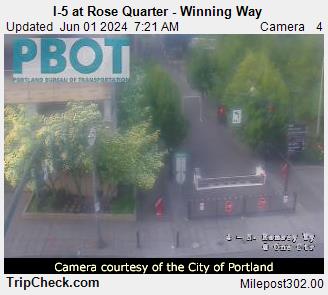 I-5 at Rose Quarter - Winning Way
Updated Jun 01 2024 7:21 AM Camera 4
PBOT
PORTLAND BUREAU OF TRANSPORTATION
Camera courtesy of the City of Portland
TripCheck.com Milepost302.00